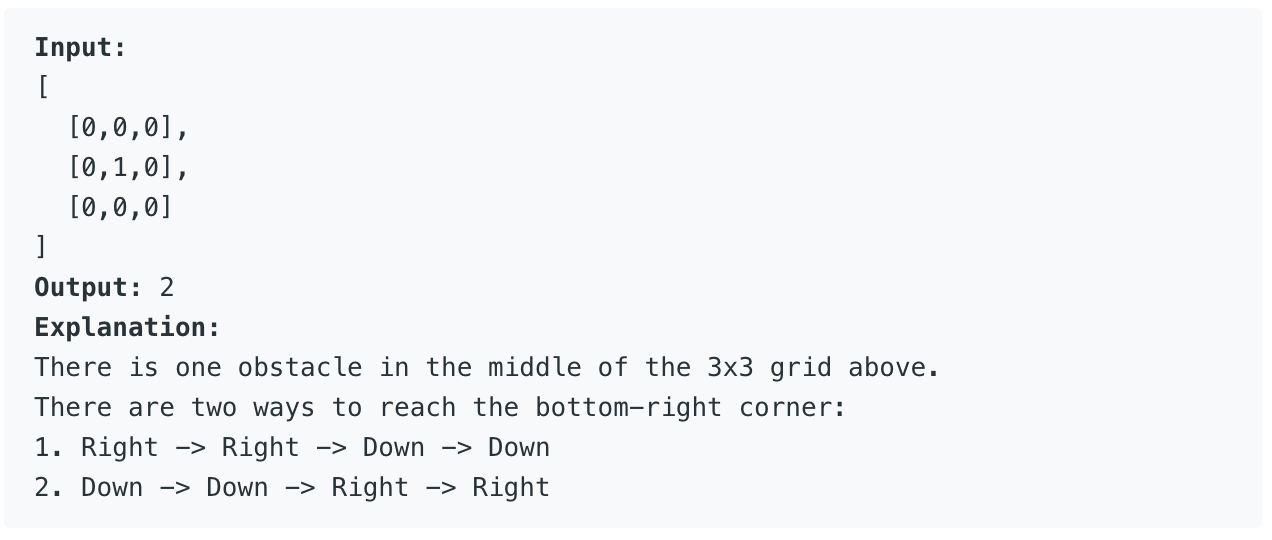 Input:
[
  [0,0,0],
  [0,1,0],
  [0,0,0]
]
Output: 2
Explanation:
There is one obstacle in the middle of the 3x3 grid above.
There are two ways to reach the bottom-right corner:
1. Right -> Right -> Down -> Down
2. Down -> Down -> Right -> Right